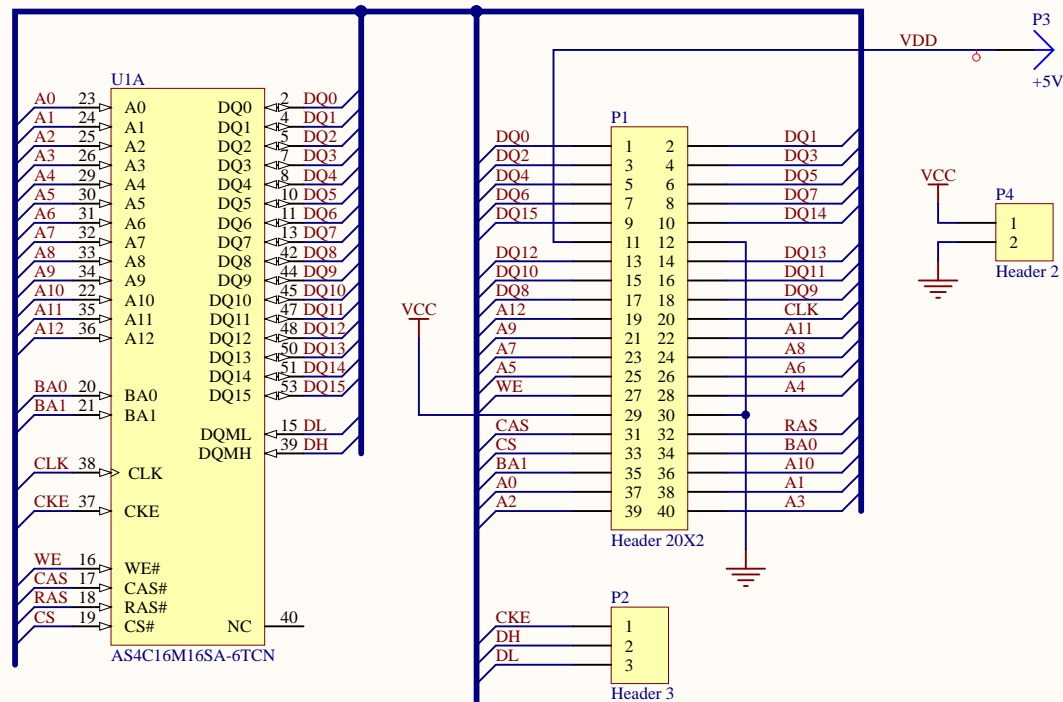 P3
VDD
+5V
U1A
A0 23 A0 DQ0 2 DQ0
A1 24 A1 DQ1 4 DQ1
A2 25 A2 DQ2 5 DQ2
A3 26 A3 DQ3 7 DQ3
A4 29 A4 DQ4 8 DQ4
A5 30 A5 DQ5 10 DQ5
A6 31 A6 DQ6 11 DQ6
A7 32 A7 DQ7 13 DQ7
A8 33 A8 DQ8 42 DQ8
A9 34 A9 DQ9 44 DQ9
A10 22 A10 DQ10 45 DQ10
A11 35 A11 DQ11 47 DQ11
A12 36 A12 DQ12 48 DQ12
DQ13 50 DQ13
DQ14 51 DQ14
BA0 20 BA0 DQ15 53 DQ15
BA1 21 BA1
DQML 15 DL
DQMH 39 DH
CLK 38 CLK
CKE 37 CKE
WE 16 WE#
CAS 17 CAS#
RAS 18 RAS#
CS 19 CS# NC 40
AS4C16M16SA-6TCN
P1
DQ0 1 2 DQ1
DQ2 3 4 DQ3
DQ4 5 6 DQ5
DQ6 7 8 DQ7
DQ15 9 10 DQ14
11 12
DQ12 13 14 DQ13
DQ10 15 16 DQ11
DQ8 17 18 DQ9
A12 19 20 CLK
A9 21 22 A11
A7 23 24 A8
A5 25 26 A6
WE 27 28 A4
VCC 29 30
CAS 31 32 RAS
CS 33 34 BA0
BA1 35 36 A10
A0 37 38 A1
A2 39 40 A3
Header 20X2
VCC
P4
1
2
Header 2
P2
CKE 1
DH 2
DL 3
Header 3